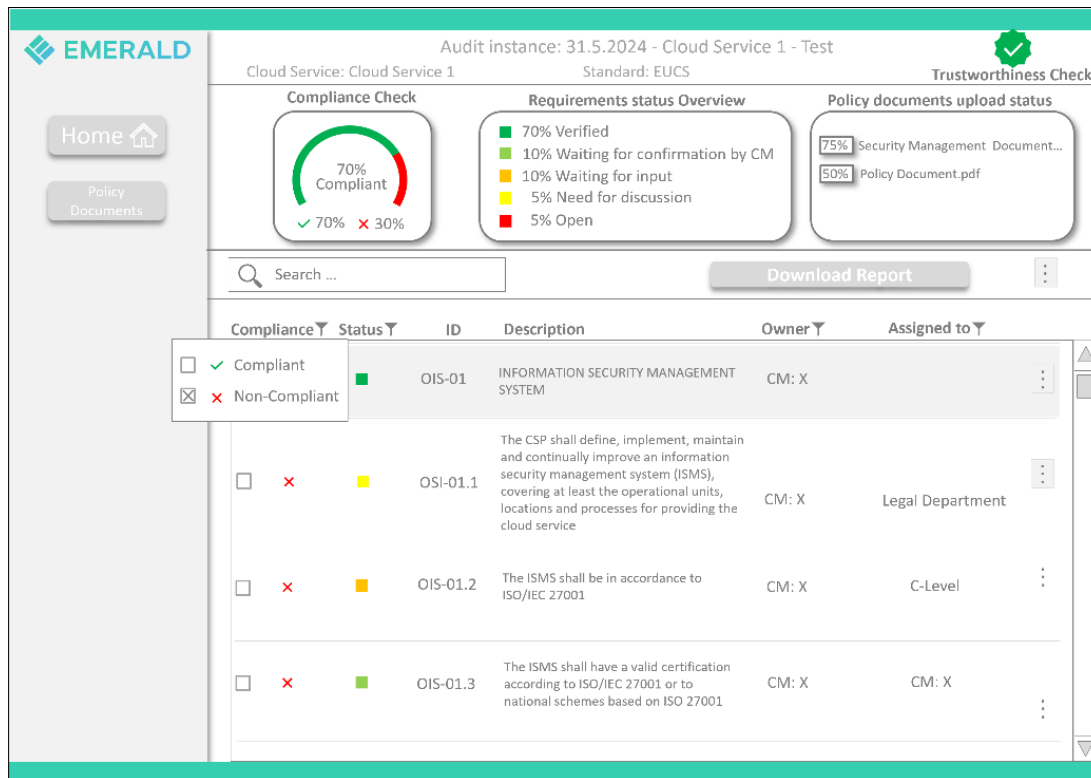 EMERALD
Audit instance: 31.5.2024 - Cloud Service 1 - Test
Cloud Service: Cloud Service 1
Standard: EUCS
Trustworthiness Check
Home
Policy
Documents
Compliance Check
70%
Compliant
70% 30%
Requirements status Overview
70% Verified
10% Waiting for confirmation by CM
10% Waiting for input
5% Need for discussion
5% Open
Policy documents upload status
75% Security Management Document...
50% Policy Document.pdf
Search ...
Download Report
Compliance Status ID Description Owner Assigned to
Compliant
Non-Compliant
OIS-01
INFORMATION SECURITY MANAGEMENT
SYSTEM
CM: X
OSI-01.1
The CSP shall define, implement, maintain
and continually improve an information
security management system (ISMS),
covering at least the operational units,
locations and processes for providing the
cloud service
CM: X
Legal Department
OIS-01.2
The ISMS shall be in accordance to
ISO/IEC 27001
CM: X
C-Level
OIS-01.3
The ISMS shall have a valid certification
according to ISO/IEC 27001 or to
national schemes based on ISO 27001
CM: X
CM: X